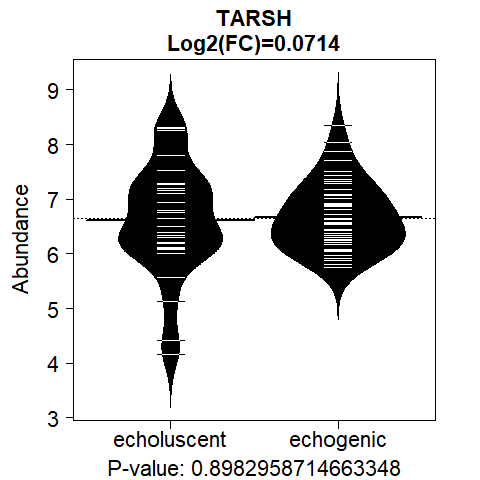 TARSH
Log2(FC)=0.0714
Abundance
9
8
7
6
5
4
3
echoluscent echogenic
P-value: 0.8982958714663348